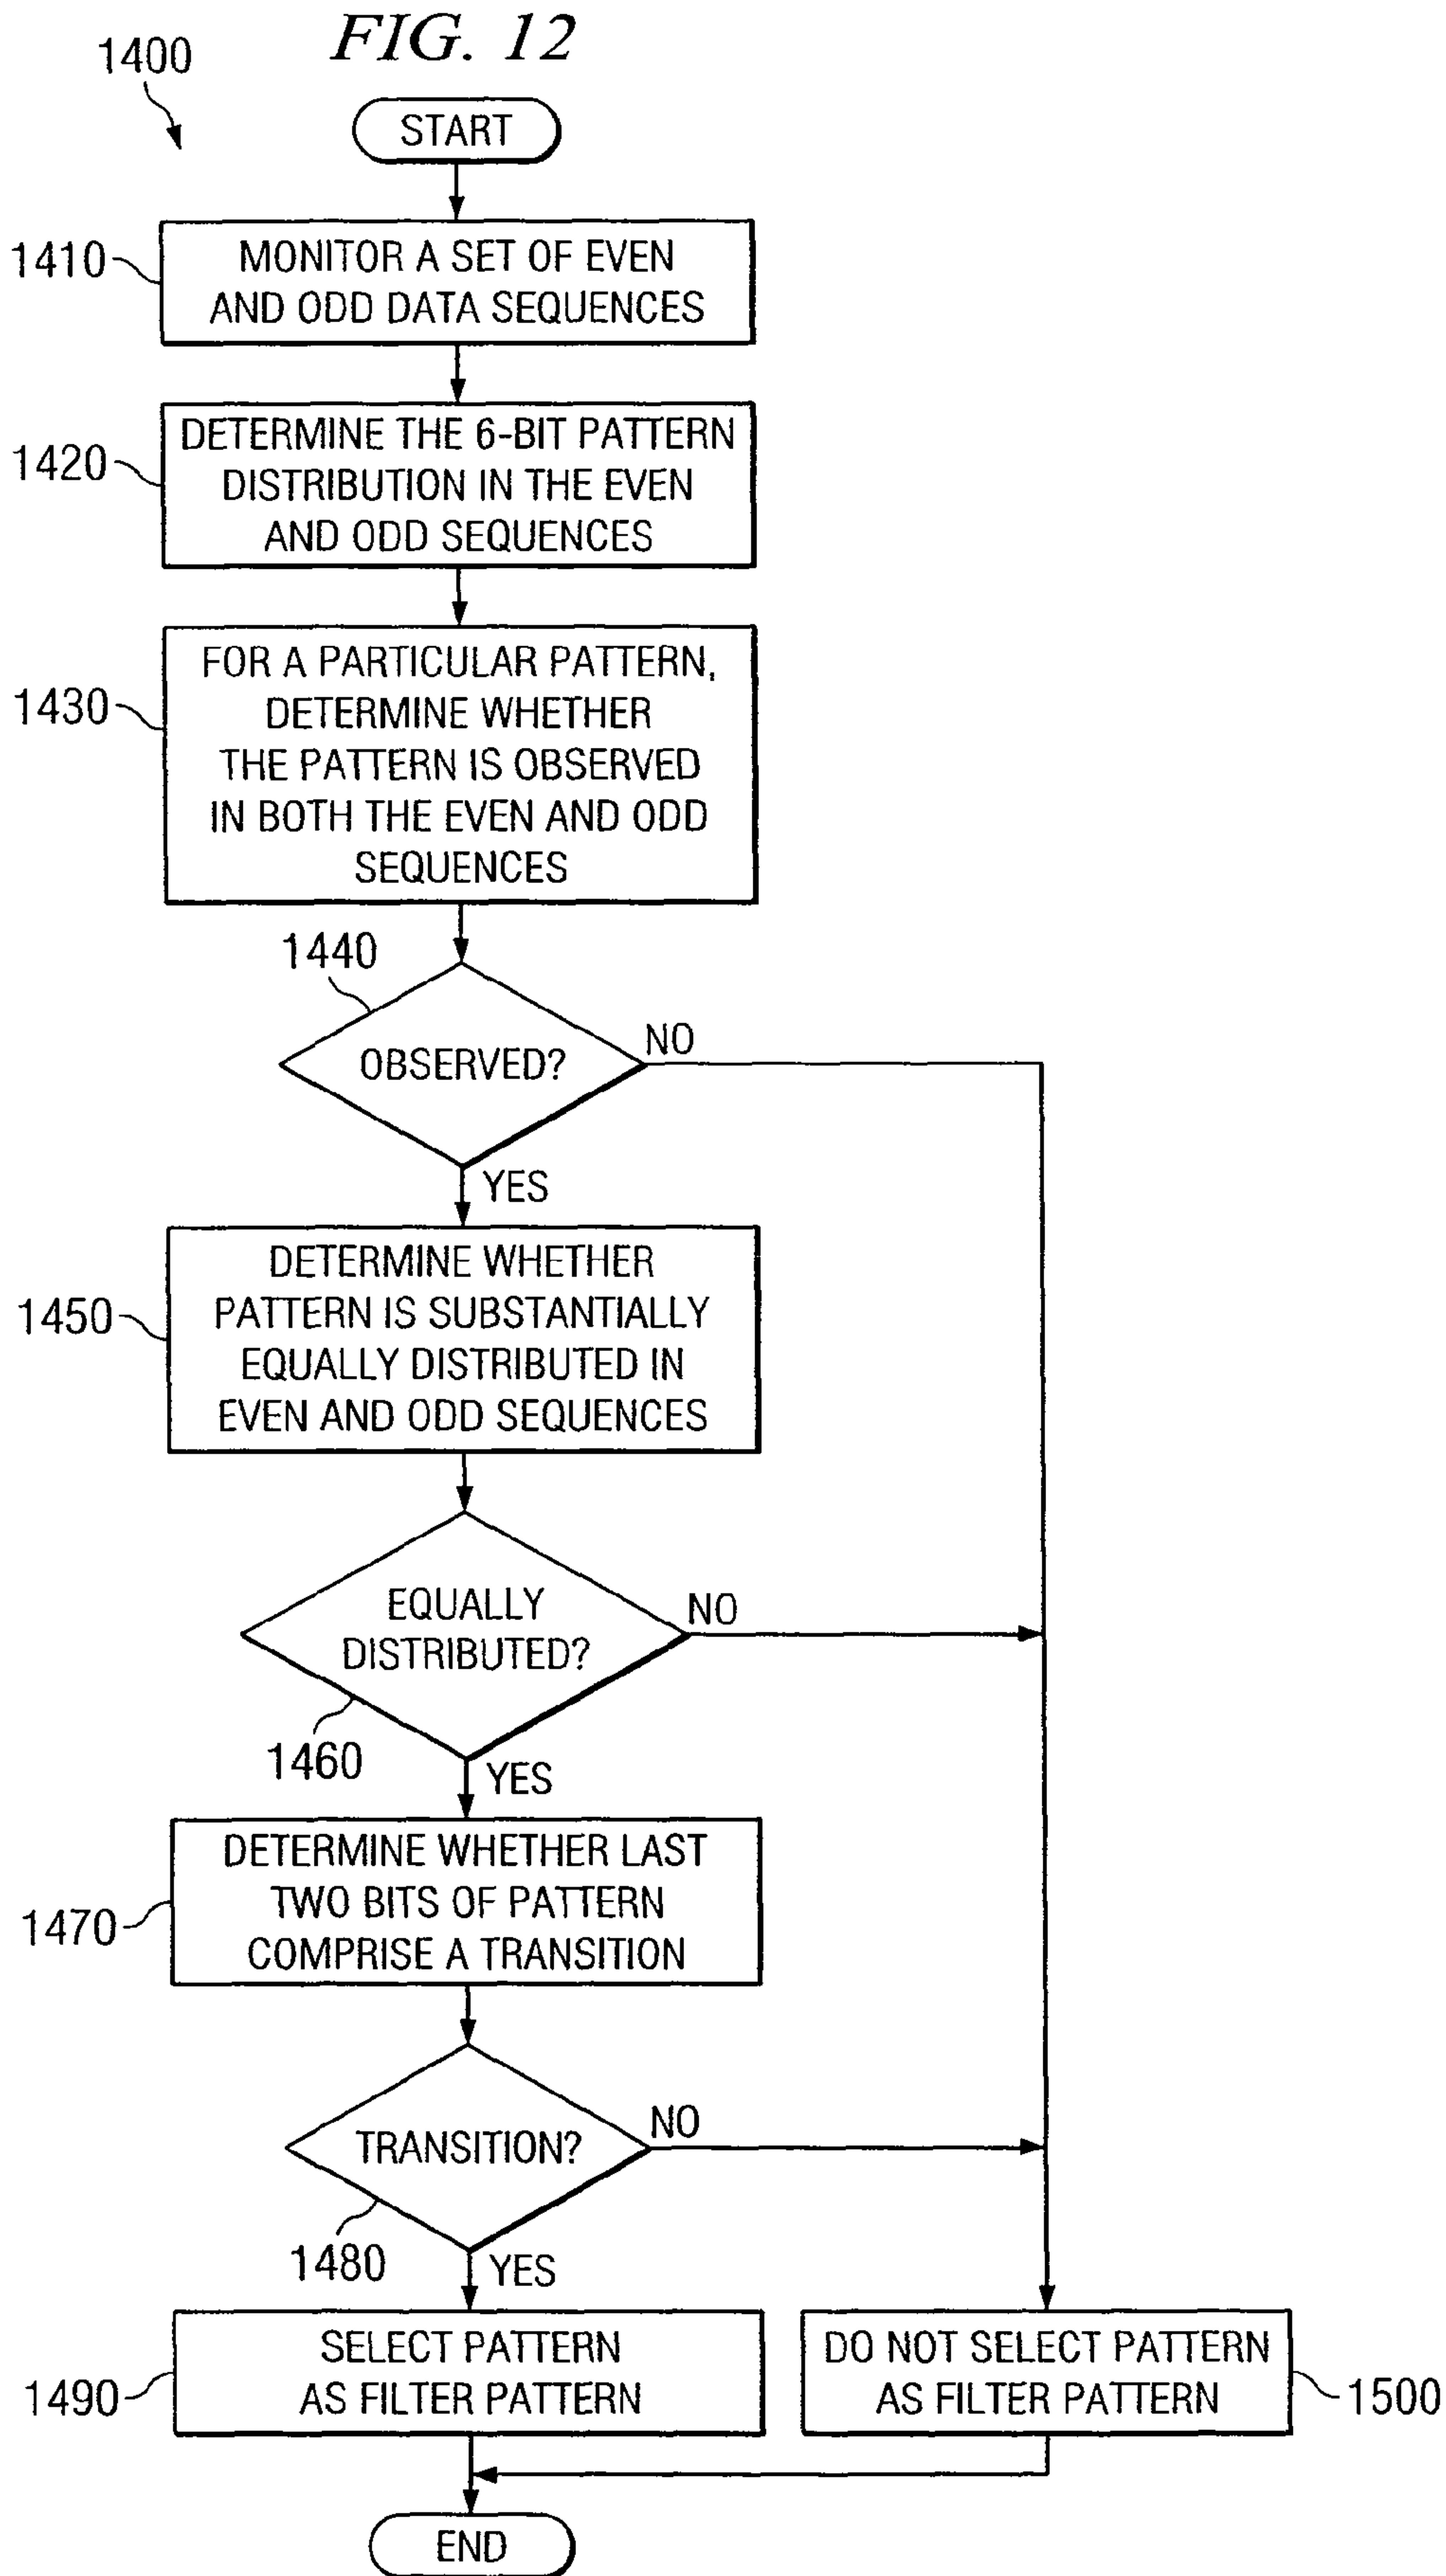 FIG. 12
1400
START
1410
MONITOR A SET OF EVEN
AND ODD DATA SEQUENCES
1420
DETERMINE THE 6-BIT PATTERN
DISTRIBUTION IN THE EVEN
AND ODD SEQUENCES
1430
FOR A PARTICULAR PATTERN,
DETERMINE WHETHER
THE PATTERN IS OBSERVED
IN BOTH THE EVEN AND ODD
SEQUENCES
1440
OBSERVED?
NO
YES
1450
DETERMINE WHETHER
PATTERN IS SUBSTANTIALLY
EQUALLY DISTRIBUTED IN
EVEN AND ODD SEQUENCES
EQUALLY
DISTRIBUTED?
NO
1460
YES
1470
DETERMINE WHETHER LAST
TWO BITS OF PATTERN
COMPRISE A TRANSITION
TRANSITION?
NO
1480
YES
1490
SELECT PATTERN
AS FILTER PATTERN
DO NOT SELECT PATTERN
AS FILTER PATTERN
1500
END